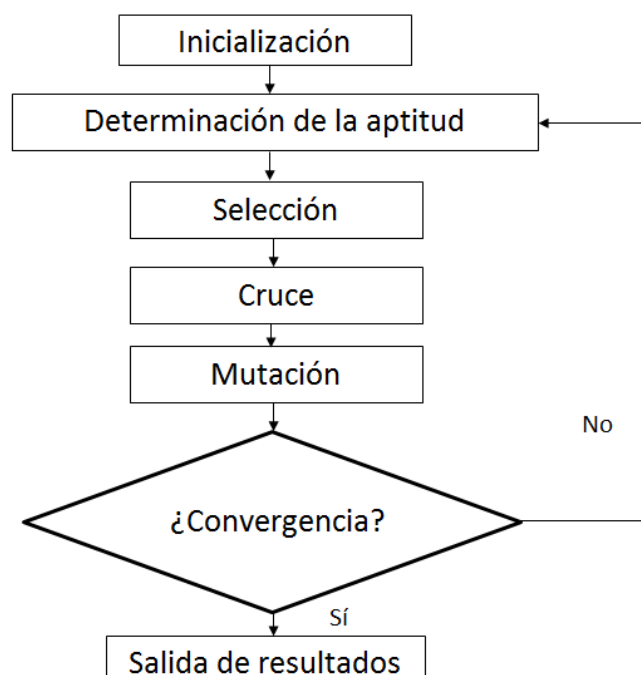 Inicialización
Determinación de la aptitud
Selección
Cruce
Mutación
No
¿Convergencia?
Sí
Salida de resultados